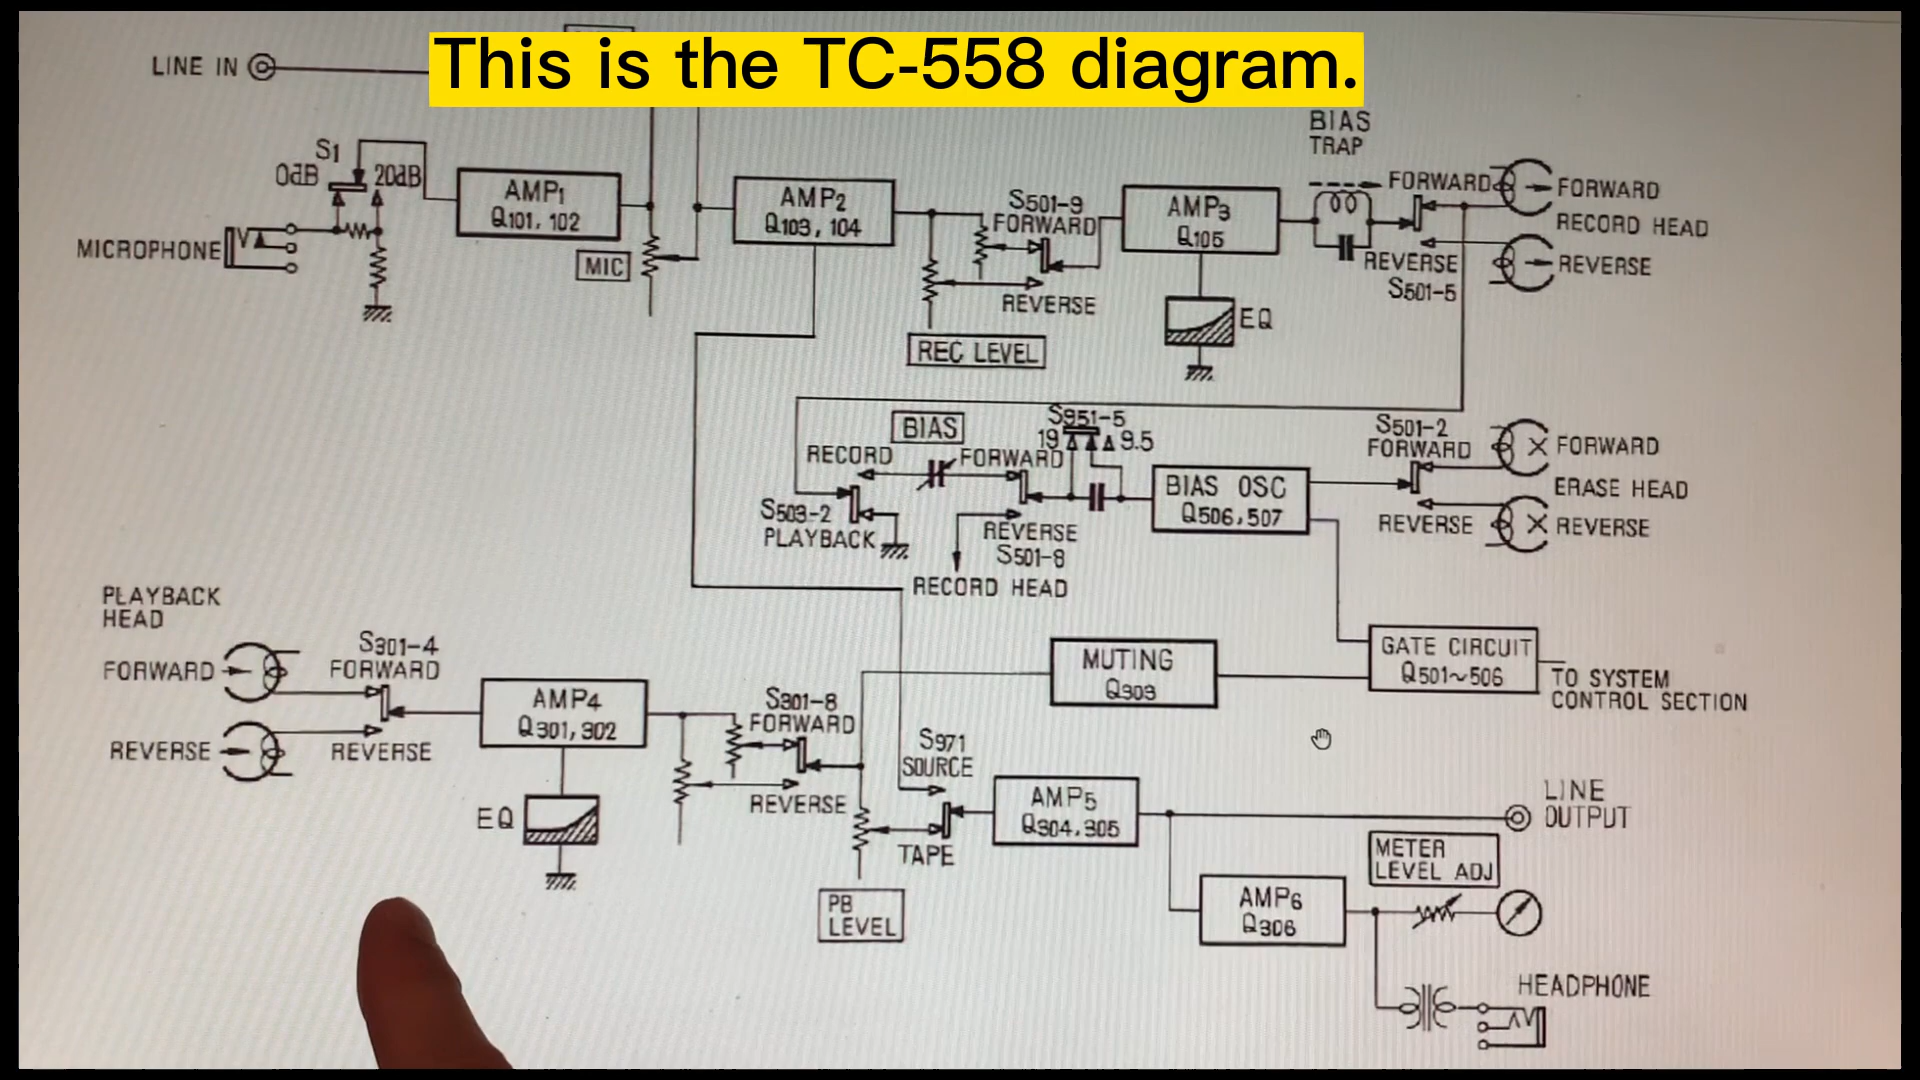 This is the TC-558 diagram.
LINE IN
BIAS
TRAP
S1
0dB
20dB
AMP1
Q101, 102
AMP2
Q103, 104
S501-9
FORWARD
AMP3
Q105
FORWARD
FORWARD
RECORD HEAD
MICROPHONE
MIC
REVERSE
REVERSE
S501-5
REVERSE
EQ
REC LEVEL
BIAS
S951-5
19
9.5
RECORD
FORWARD
S501-2
FORWARD
FORWARD
BIAS OSC
Q506,507
ERASE HEAD
S503-2
PLAYBACK
REVERSE
S501-8
REVERSE
REVERSE
RECORD HEAD
PLAYBACK
HEAD
S301-4
FORWARD
FORWARD
MUTING
Q303
GATE CIRCUIT
Q501~506
TO SYSTEM
CONTROL SECTION
AMP4
Q301,302
S301-8
FORWARD
REVERSE
REVERSE
S971
SOURCE
REVERSE
AMP5
Q304,305
LINE
OUTPUT
EQ
TAPE
METER
LEVEL ADJ
PB
LEVEL
AMP6
Q306
HEADPHONE